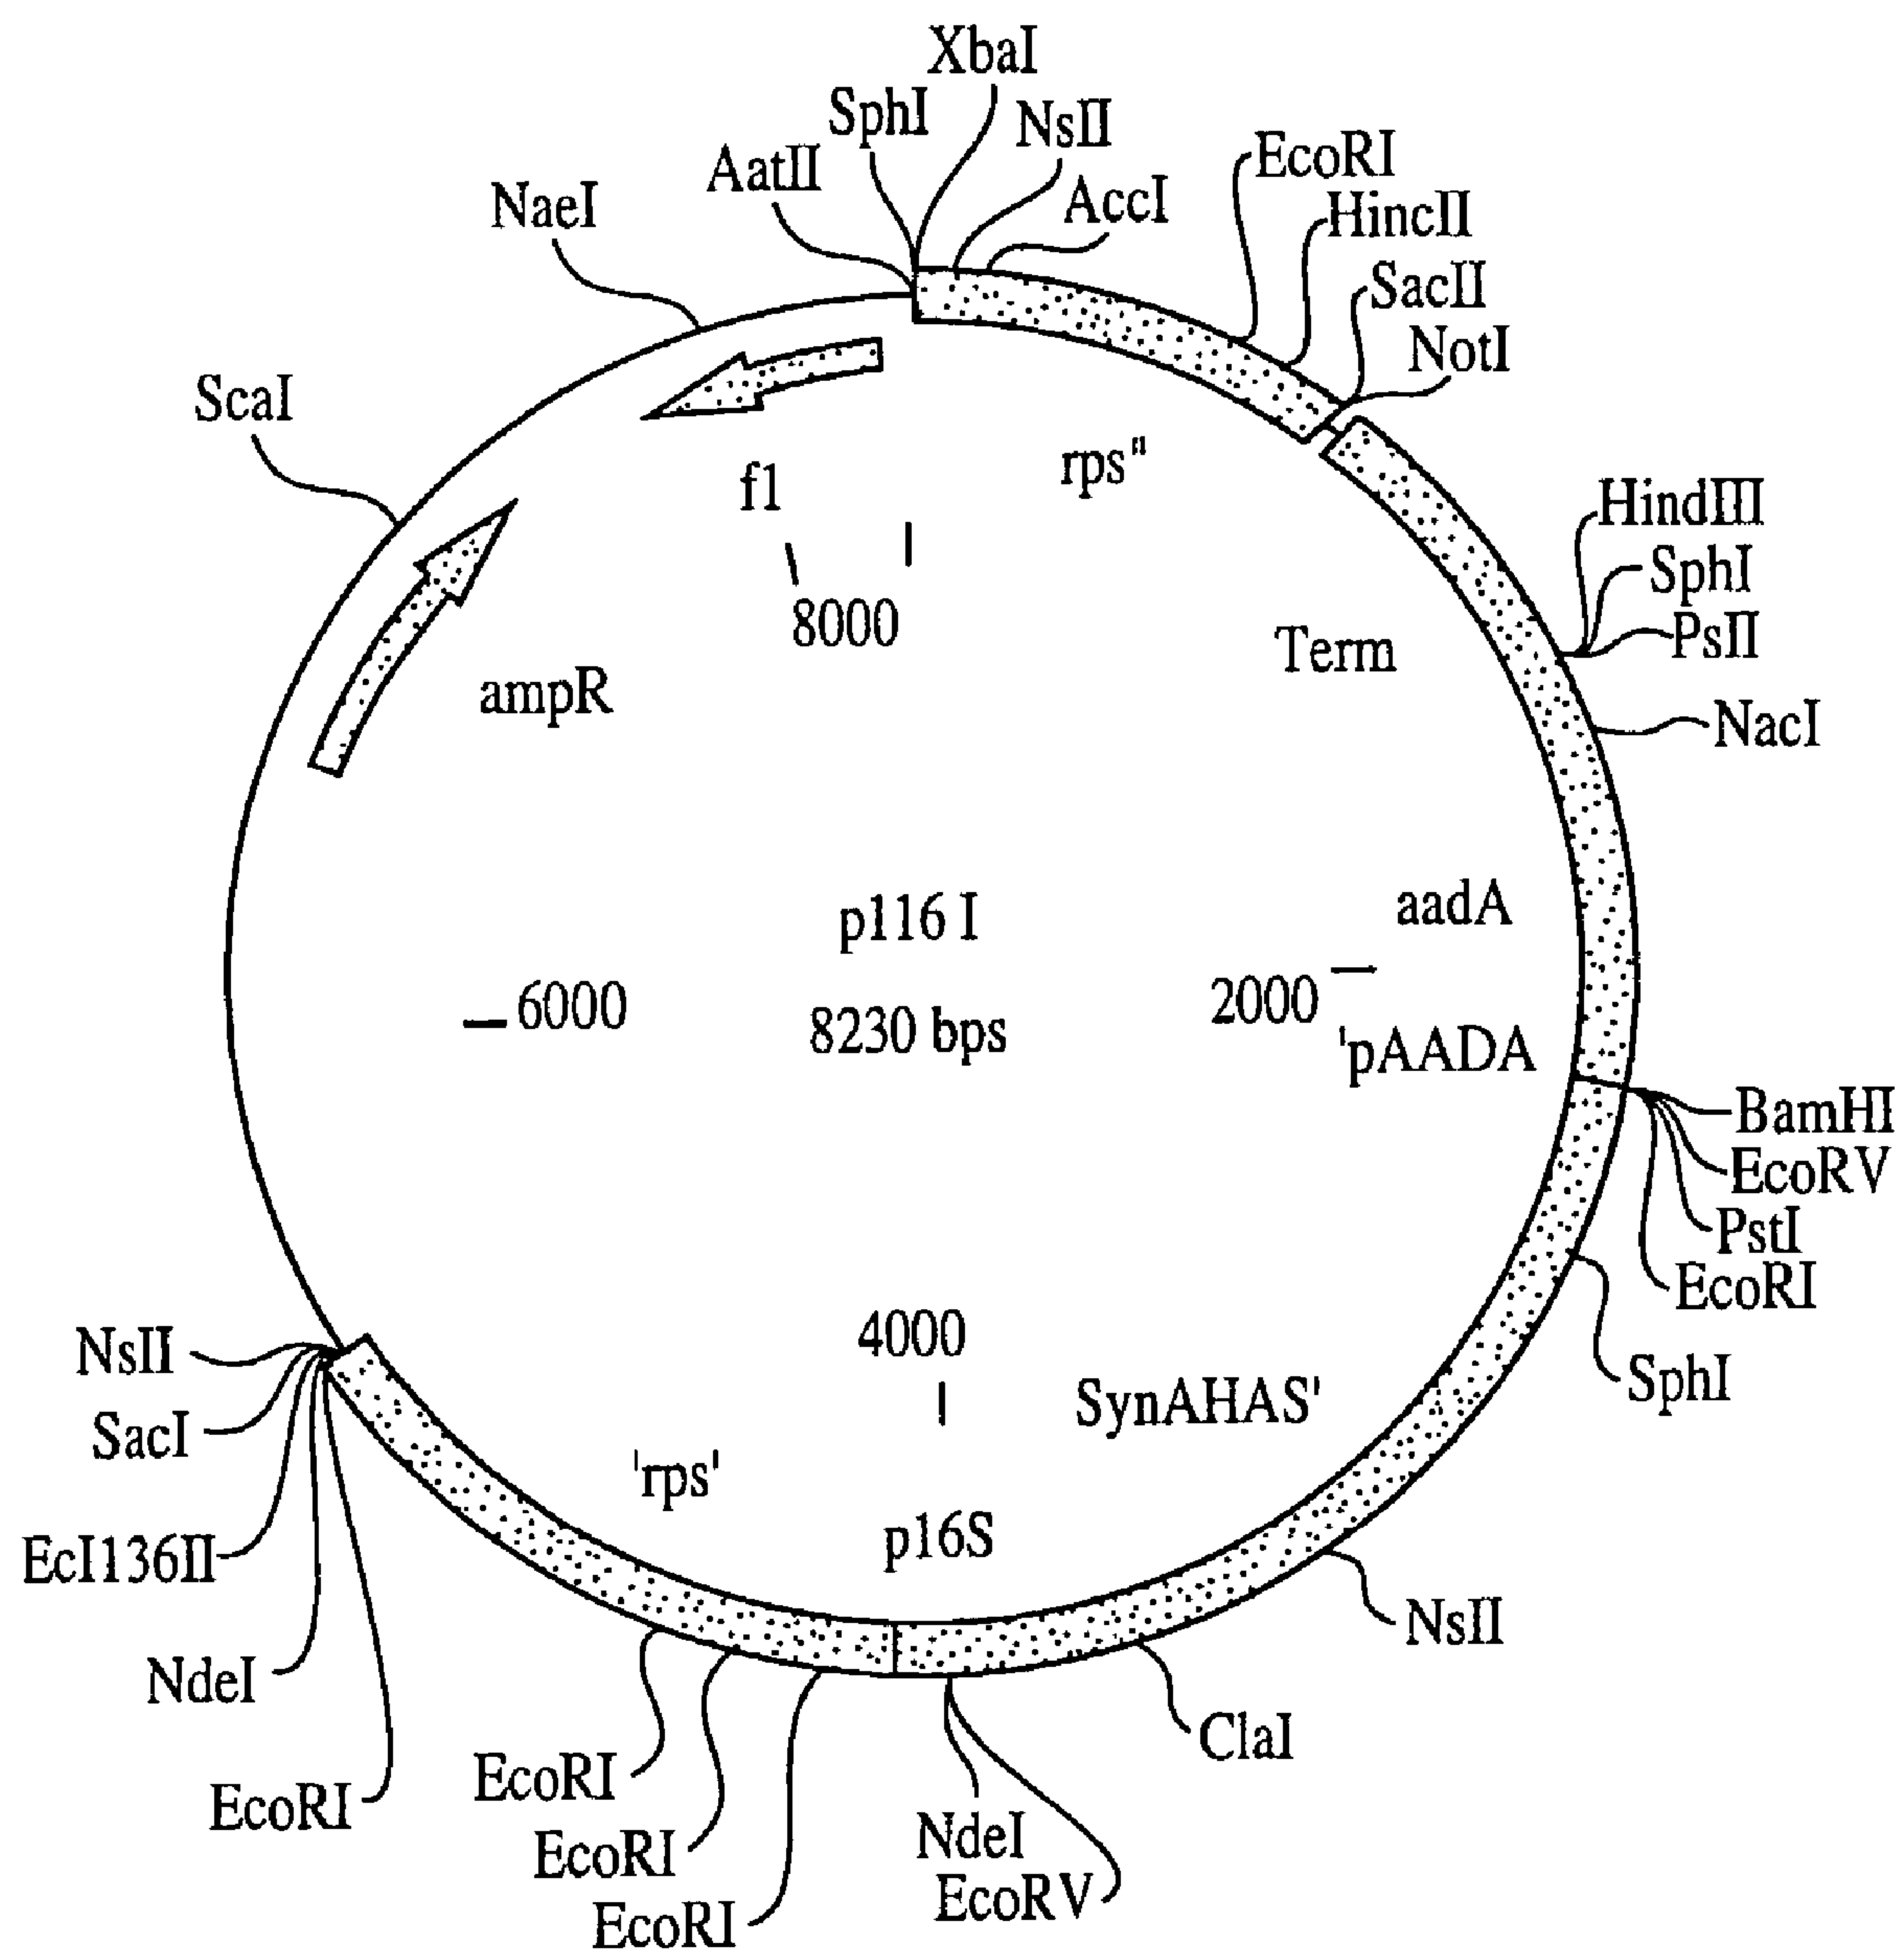 XbaI
SphI
NsII
EcoRI
AatII
AccI
HincII
NaeI
SacII
NotI
ScaI
rps"
f1
HindIII
SphI
PsII
8000
Term
ampR
NacI
p116 I
aadA
6000
8230 bps
2000
'pAADA
BamHI
EcoRV
PstI
EcoRI
4000
NsII
SphI
SynAHAS'
SacI
'rps'
p16S
EcI136II
NsII
NdeI
ClaI
EcoRI
EcoRI
NdeI
EcoRI
EcoRV
EcoRI